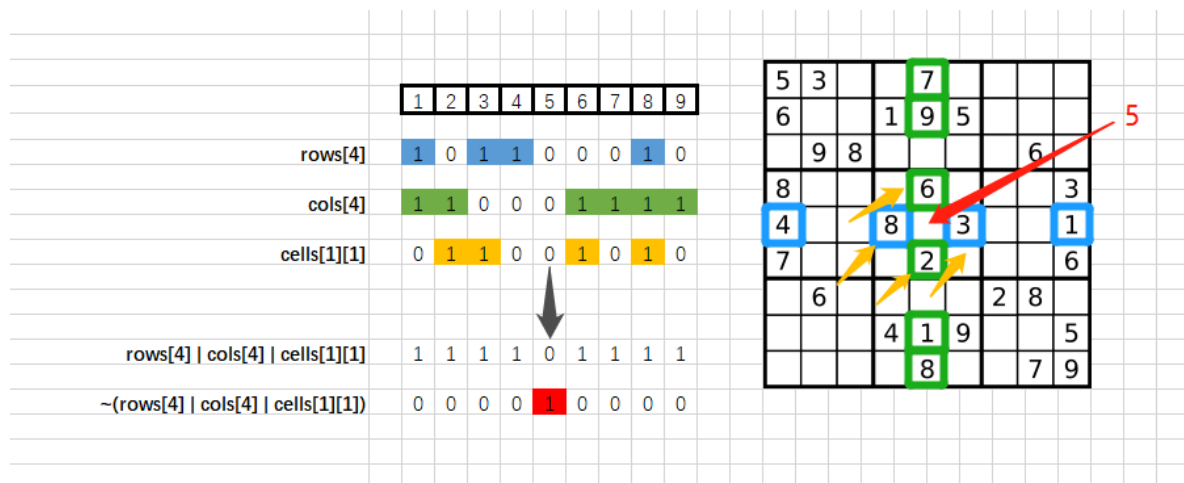 1 2 3 4 5 6 7 8 9
rows[4] 1 0 1 1 0 0 0 1 0
cols[4] 1 1 0 0 0 1 1 1 1
cells[1][1] 0 1 1 0 0 1 0 1 0
rows[4] | cols[4] | cells[1][1] 1 1 1 1 0 1 1 1 1
~(rows[4] | cols[4] | cells[1][1]) 0 0 0 0 1 0 0 0 0
5 3 7
6 1 9 5
5
9 8 6
8 6 3
4 8 3 1
7 2 6
6 2 8
4 1 9 5
8 7 9